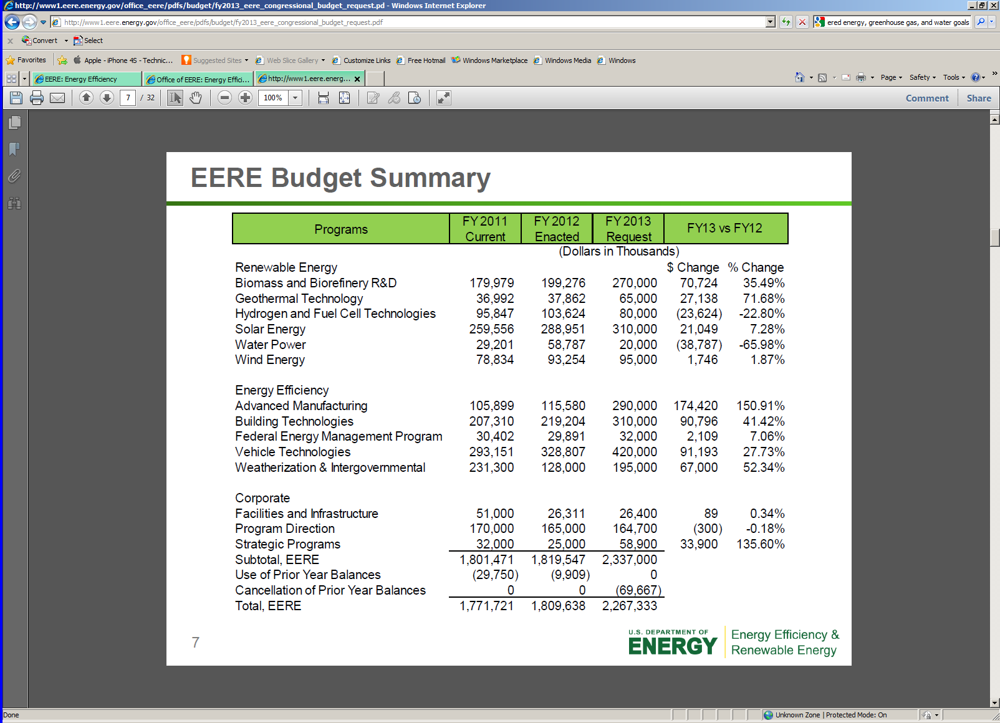 http://www1.eere.energy.gov/office_eere/pdfs/budget/fy2013_eere_congressional_budget_request.pd - Windows Internet Explorer
http://www1.eere.energy.gov/office_eere/pdfs/budget/fy2013_eere_congressional_budget_request.pdf ered energy, greenhouse gas, and water goals
x Convert Select
Favorites Apple - iPhone 4S - Technic... Suggested Sites Web Slice Gallery Customize Links Free Hotmail Windows Marketplace Windows Media Windows
EERE: Energy Efficiency Office of EERE: Energy Effici... http://www1.eere.energ... Page Safety Tools
7 / 32 100% Comment Share
EERE Budget Summary
Programs FY 2011 Current FY 2012 Enacted FY 2013 Request FY13 vs FY12
(Dollars in Thousands)
Renewable Energy $ Change % Change
Biomass and Biorefinery R&D 179,979 199,276 270,000 70,724 35.49%
Geothermal Technology 36,992 37,862 65,000 27,138 71.68%
Hydrogen and Fuel Cell Technologies 95,847 103,624 80,000 (23,624) -22.80%
Solar Energy 259,556 288,951 310,000 21,049 7.28%
Water Power 29,201 58,787 20,000 (38,787) -65.98%
Wind Energy 78,834 93,254 95,000 1,746 1.87%
Energy Efficiency
Advanced Manufacturing 105,899 115,580 290,000 174,420 150.91%
Building Technologies 207,310 219,204 310,000 90,796 41.42%
Federal Energy Management Program 30,402 29,891 32,000 2,109 7.06%
Vehicle Technologies 293,151 328,807 420,000 91,193 27.73%
Weatherization & Intergovernmental 231,300 128,000 195,000 67,000 52.34%
Corporate
Facilities and Infrastructure 51,000 26,311 26,400 89 0.34%
Program Direction 170,000 165,000 164,700 (300) -0.18%
Strategic Programs 32,000 25,000 58,900 33,900 135.60%
Subtotal, EERE 1,801,471 1,819,547 2,337,000
Use of Prior Year Balances (29,750) (9,909) 0
Cancellation of Prior Year Balances 0 0 (69,667)
Total, EERE 1,771,721 1,809,638 2,267,333
7
U.S. DEPARTMENT OF
ENERGY
Energy Efficiency &
Renewable Energy
Done Unknown Zone | Protected Mode: On